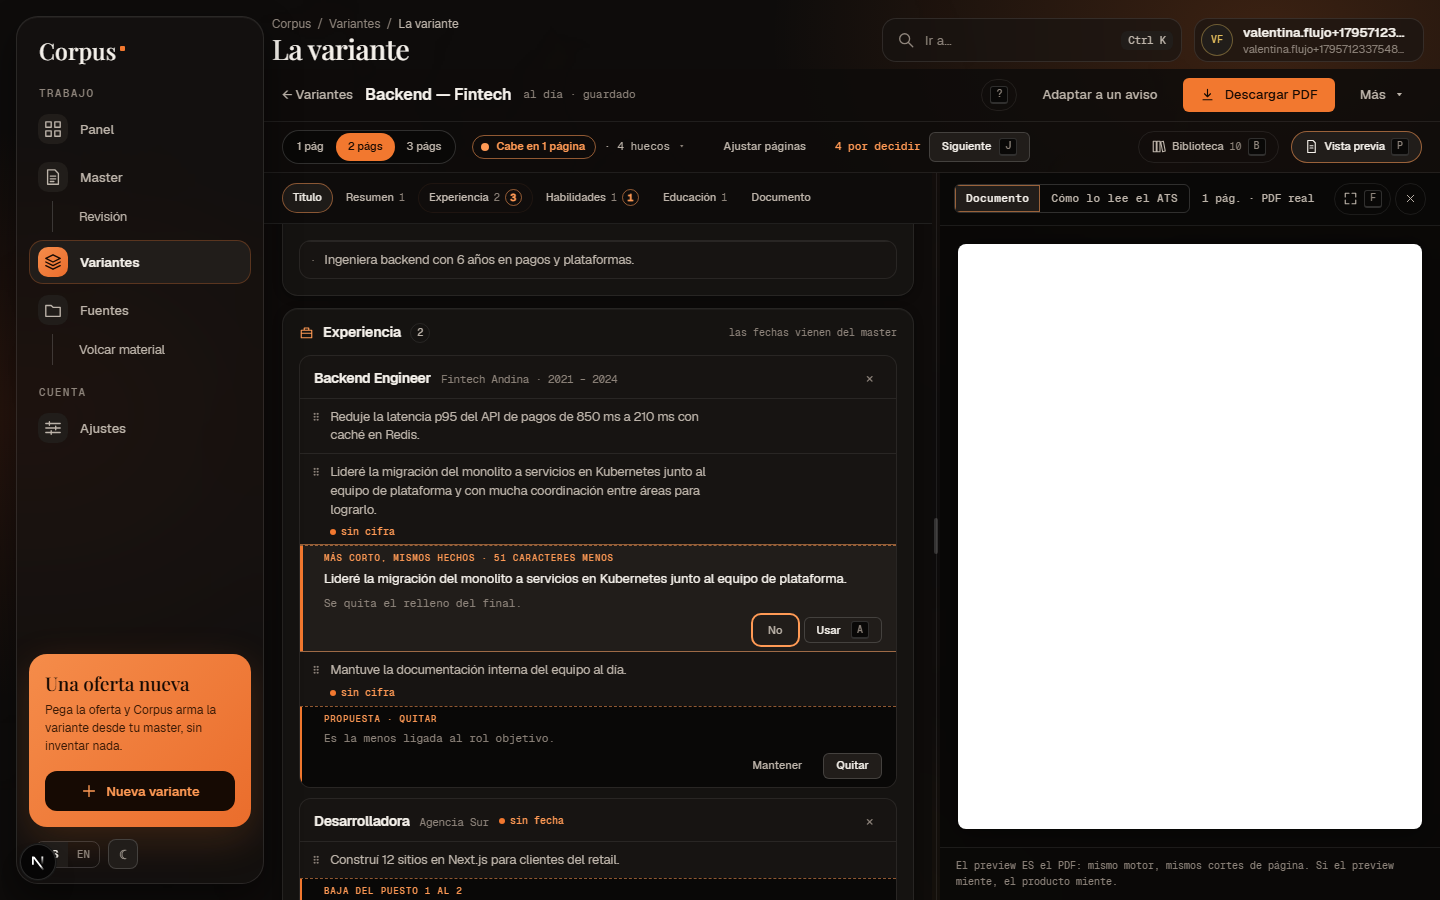 Corpus
TRABAJO
Panel
Master
Revisión
Variantes
Fuentes
Volcar material
CUENTA
Ajustes
Una oferta nueva
Pega la oferta y Corpus arma la
variante desde tu master, sin
inventar nada.
Nueva variante
EN
Corpus / Variantes / La variante
La variante
Ir a...
Ctrl K
VF
valentina.flujo+17957123...
valentina.flujo+1795712337548...
← Variantes
Backend — Fintech
al día · guardado
?
Adaptar a un aviso
Descargar PDF
Más
1 pág
2 págs
3 págs
Cabe en 1 página
· 4 huecos
Ajustar páginas
4 por decidir
Siguiente J
Biblioteca 10 B
Vista previa P
Título
Resumen 1
Experiencia 2 3
Habilidades 1 1
Educación 1
Documento
· Ingeniera backend con 6 años en pagos y plataformas.
Experiencia 2
las fechas vienen del master
Backend Engineer Fintech Andina · 2021 – 2024 ×
Reduje la latencia p95 del API de pagos de 850 ms a 210 ms con
caché en Redis.
Lideré la migración del monolito a servicios en Kubernetes junto al
equipo de plataforma y con mucha coordinación entre áreas para
lograrlo.
sin cifra
MÁS CORTO, MISMOS HECHOS · 51 CARACTERES MENOS
Lideré la migración del monolito a servicios en Kubernetes junto al equipo de plataforma.
Se quita el relleno del final.
No
Usar A
Mantuve la documentación interna del equipo al día.
sin cifra
PROPUESTA · QUITAR
Es la menos ligada al rol objetivo.
Mantener
Quitar
Desarrolladora Agencia Sur sin fecha ×
Construí 12 sitios en Next.js para clientes del retail.
BAJA DEL PUESTO 1 AL 2
Documento
Cómo lo lee el ATS
1 pág. · PDF real
F
×
El preview ES el PDF: mismo motor, mismos cortes de página. Si el preview
miente, el producto miente.